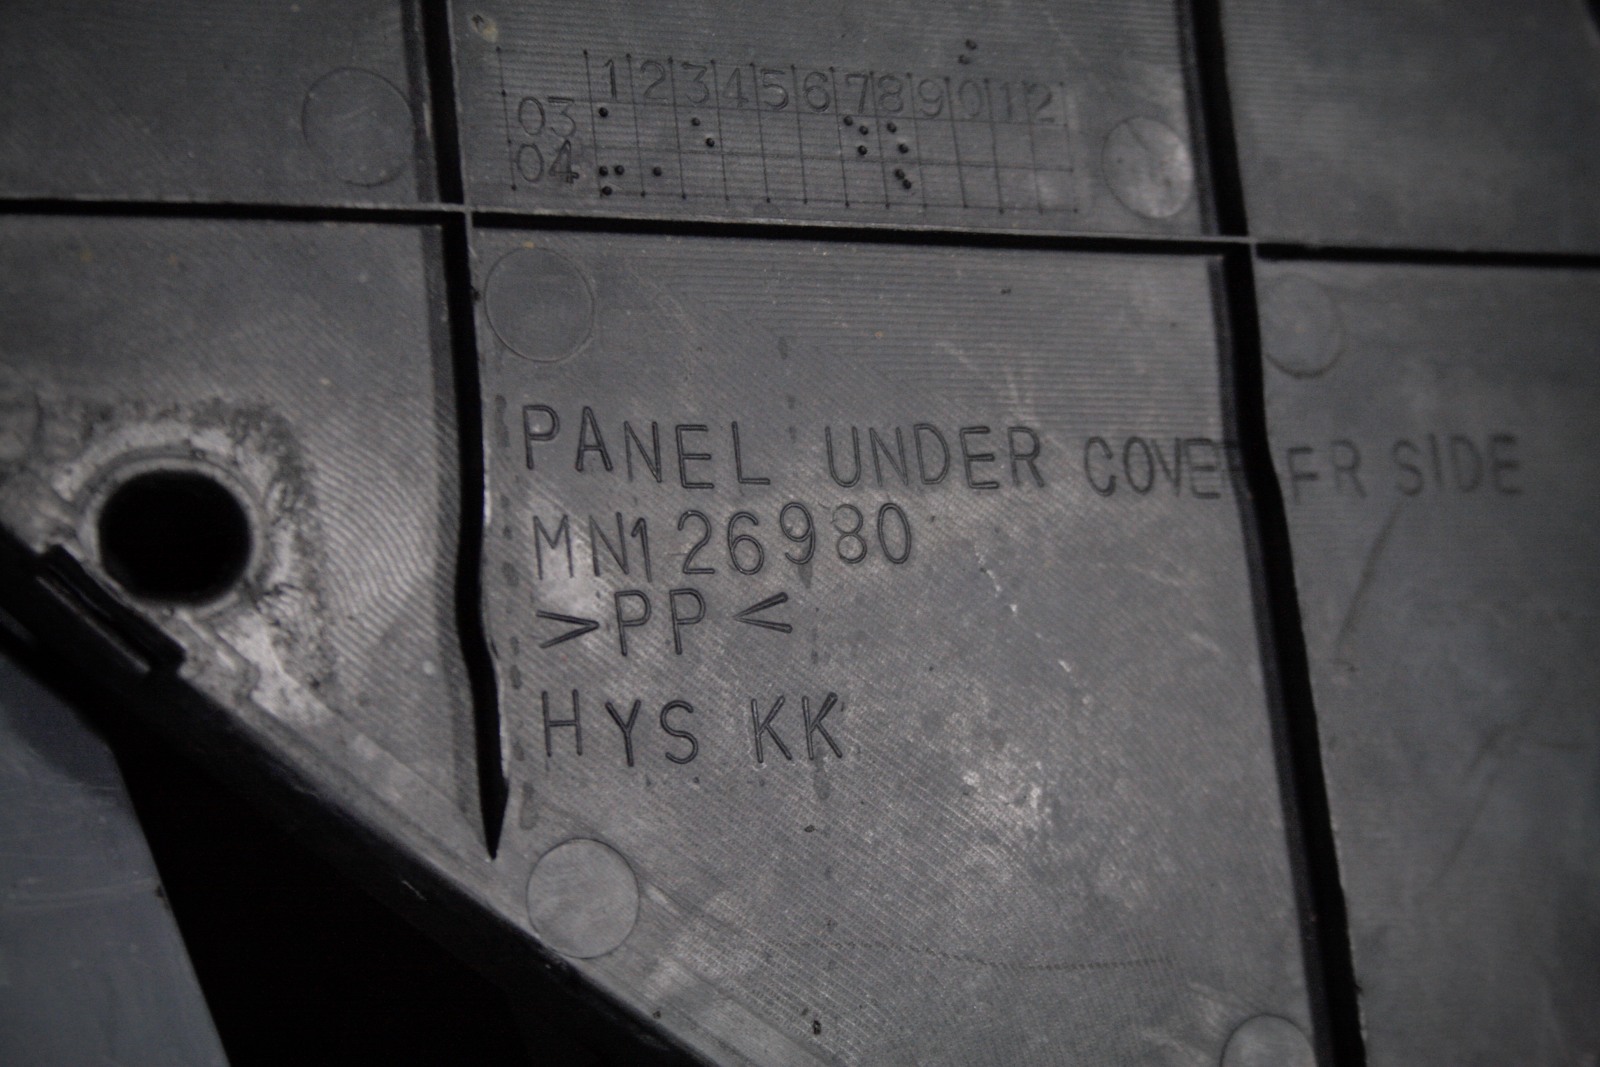 1 2 3 4 5 6 7 8 9 0 1 2
03
04
PANEL UNDER COVER FR SIDE
MN126980
>PP<
HYS KK